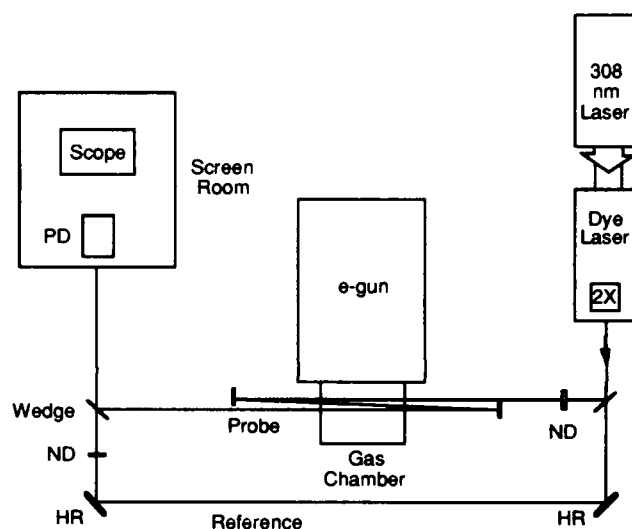 308
nm
Laser
Scope
Screen
Room
PD
Dye
Laser
2X
e-gun
Wedge
Probe
ND
ND
Gas
Chamber
HR
Reference
HR